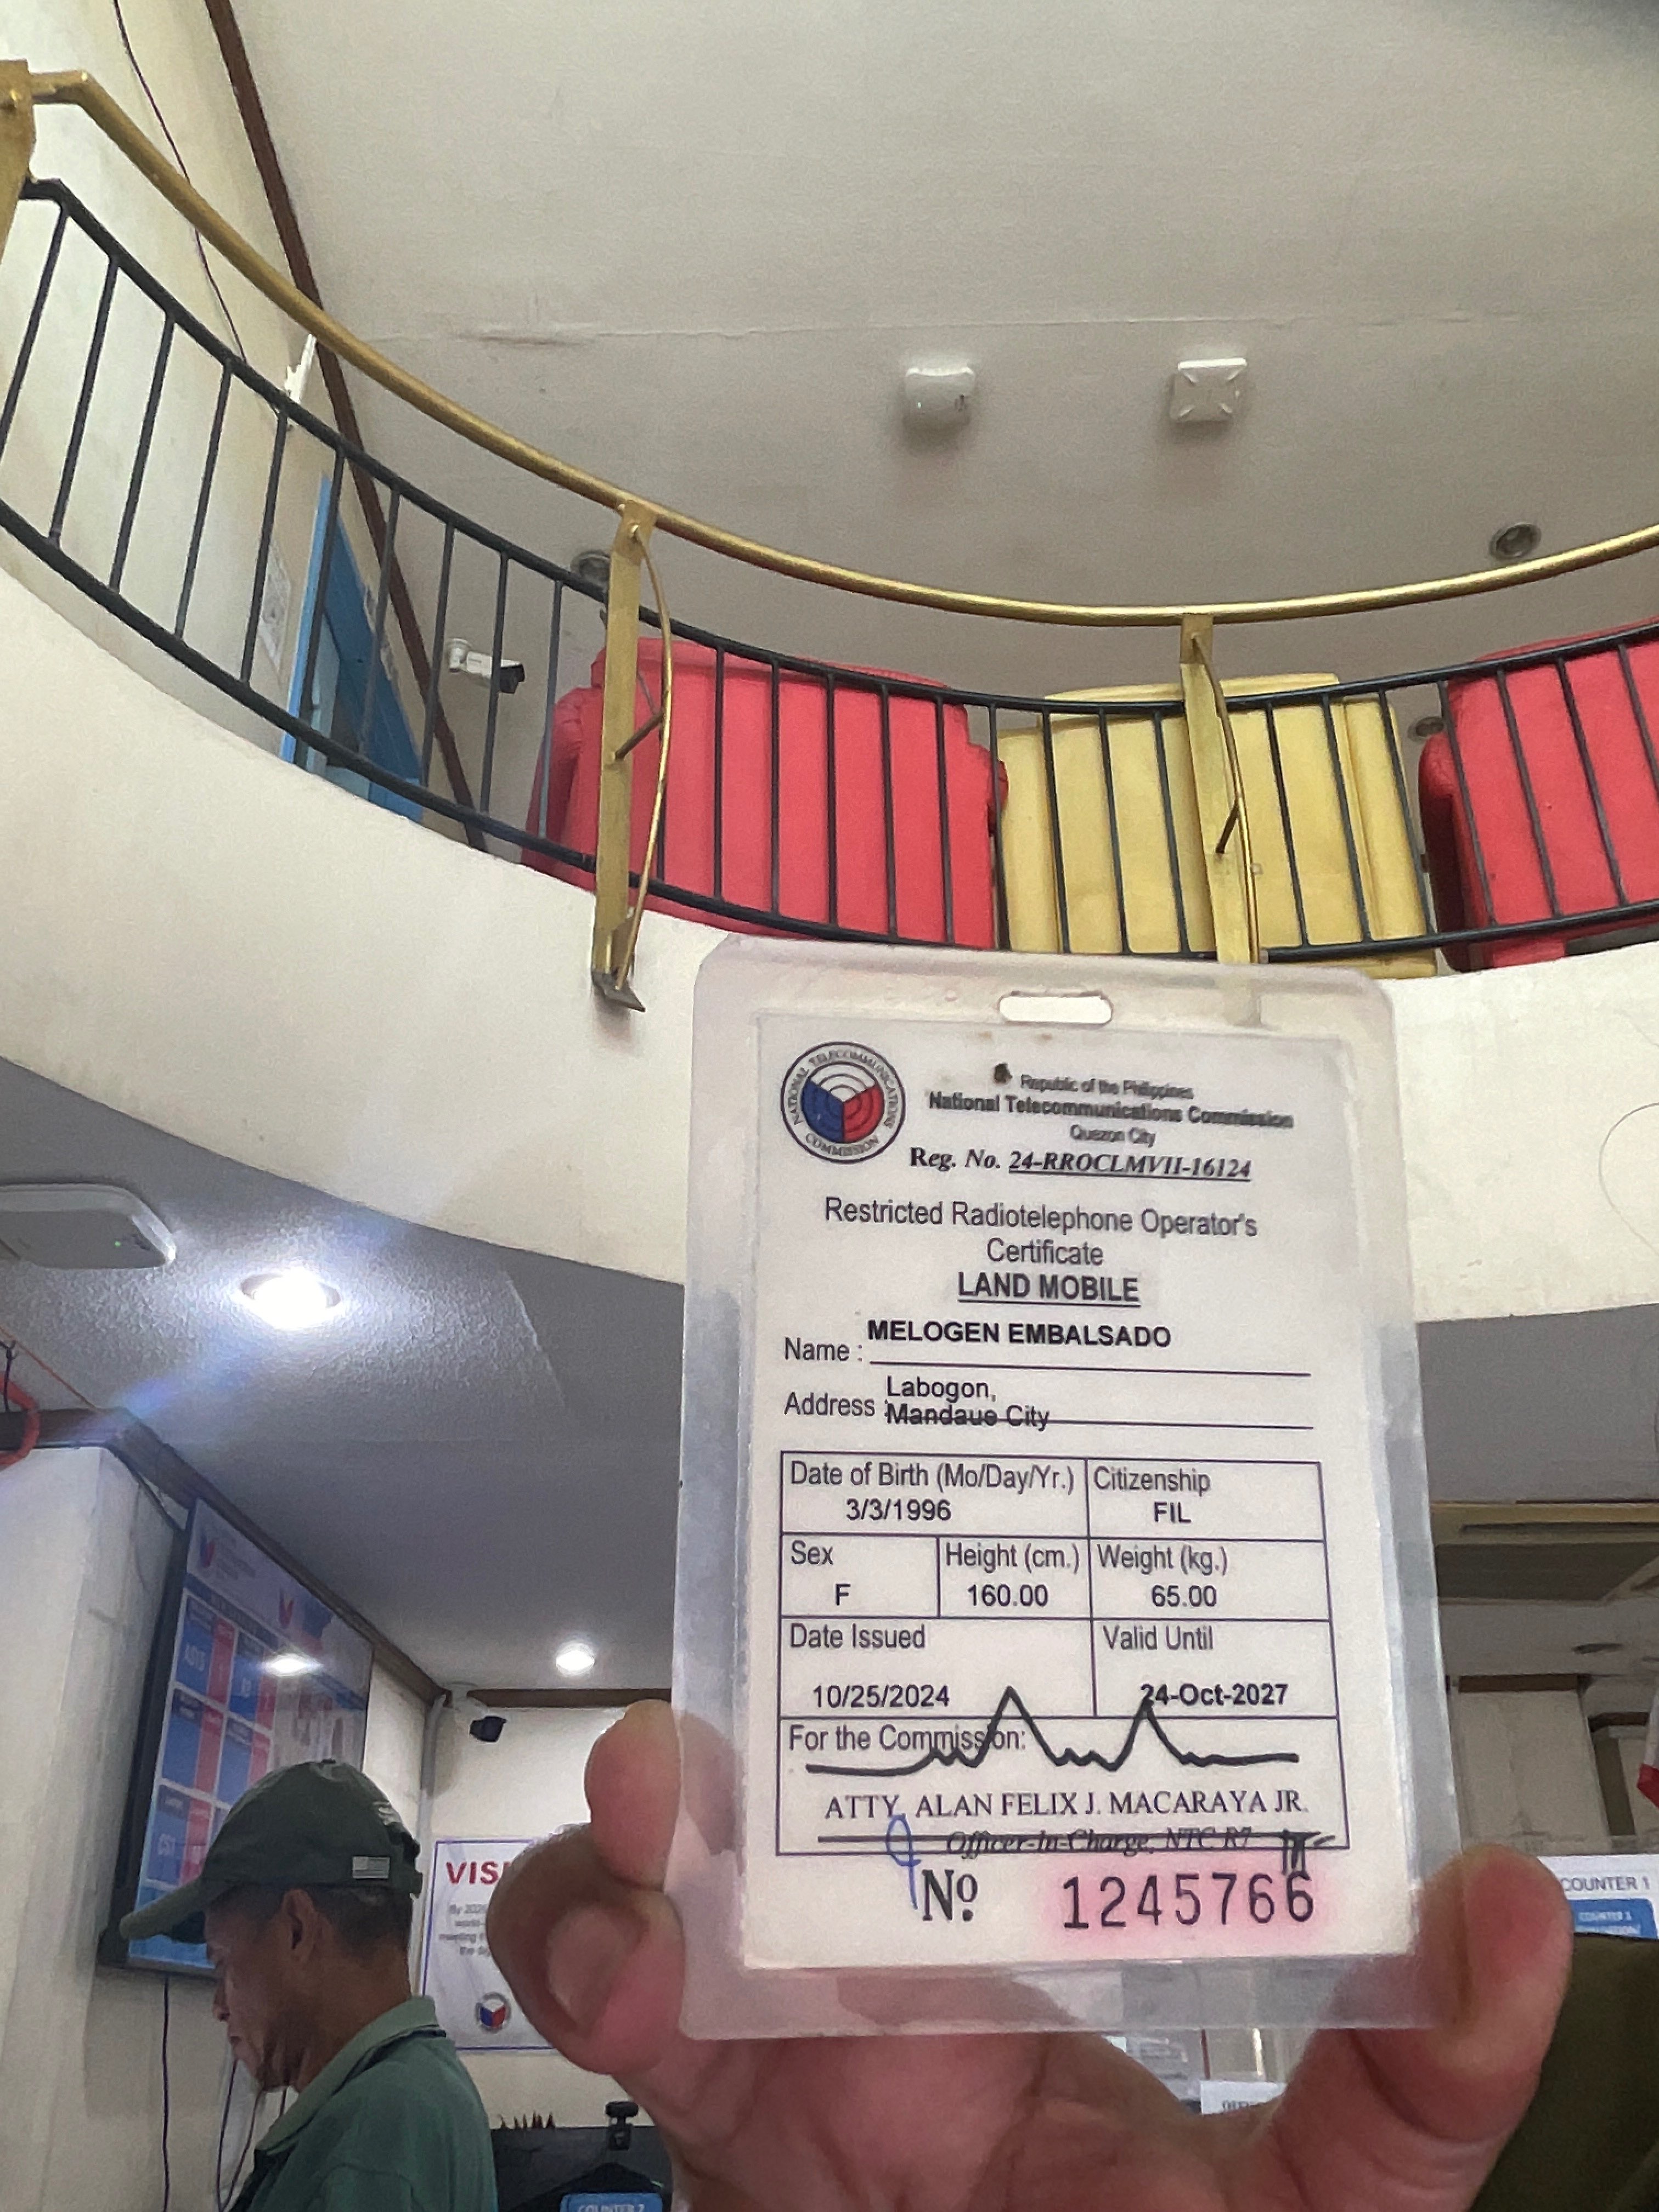 NATIONAL TELECOMMUNICATIONS COMMISSION
Republic of the Philippines
National Telecommunications Commission
Quezon City
Reg. No. 24-RROCLMVII-16124
Restricted Radiotelephone Operator's
Certificate
LAND MOBILE
Name : MELOGEN EMBALSADO
Address : Labogon,
Mandaue City
Date of Birth (Mo/Day/Yr.) Citizenship
3/3/1996 FIL
Sex Height (cm.) Weight (kg.)
F 160.00 65.00
Date Issued Valid Until
10/25/2024 24-Oct-2027
For the Commission:
ATTY. ALAN FELIX J. MACARAYA JR.
Officer-In-Charge, NTC R7
Nº 1245766
VIS
COUNTER 1
COUNTER 1
COUNTER 2